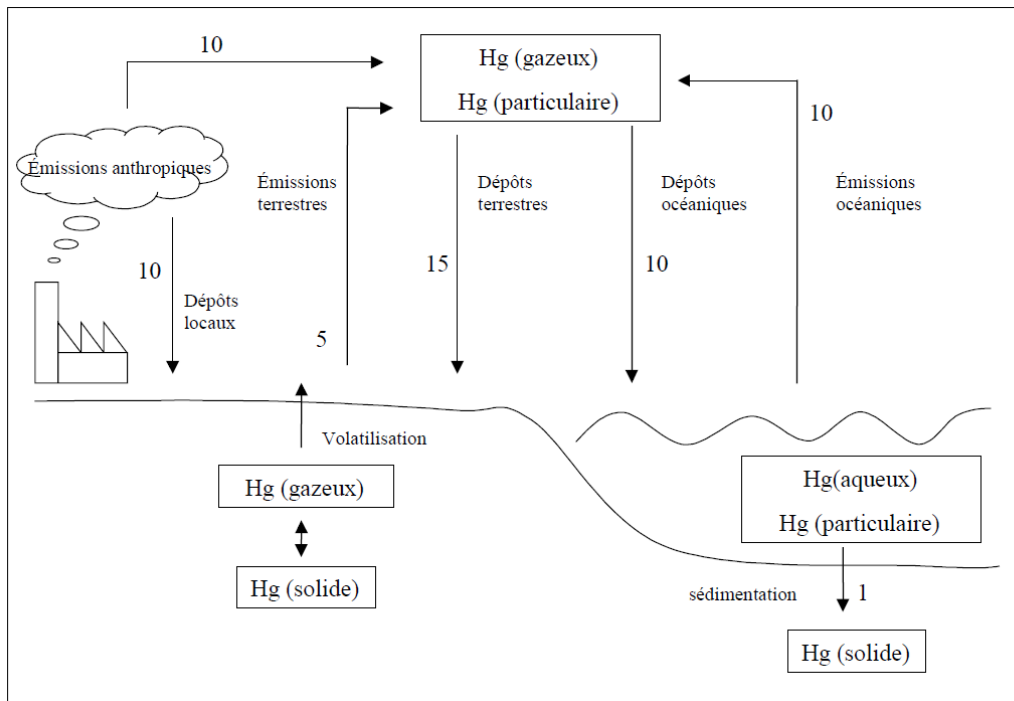 10
Hg (gazeux)
Hg (particulaire)
10
Émissions anthropiques
Émissions
terrestres
Dépôts
terrestres
Dépôts
océaniques
Émissions
océaniques
10
Dépôts
locaux
5
15
10
Volatilisation
Hg (gazeux)
Hg (solide)
Hg(aqueux)
Hg (particulaire)
sédimentation
1
Hg (solide)